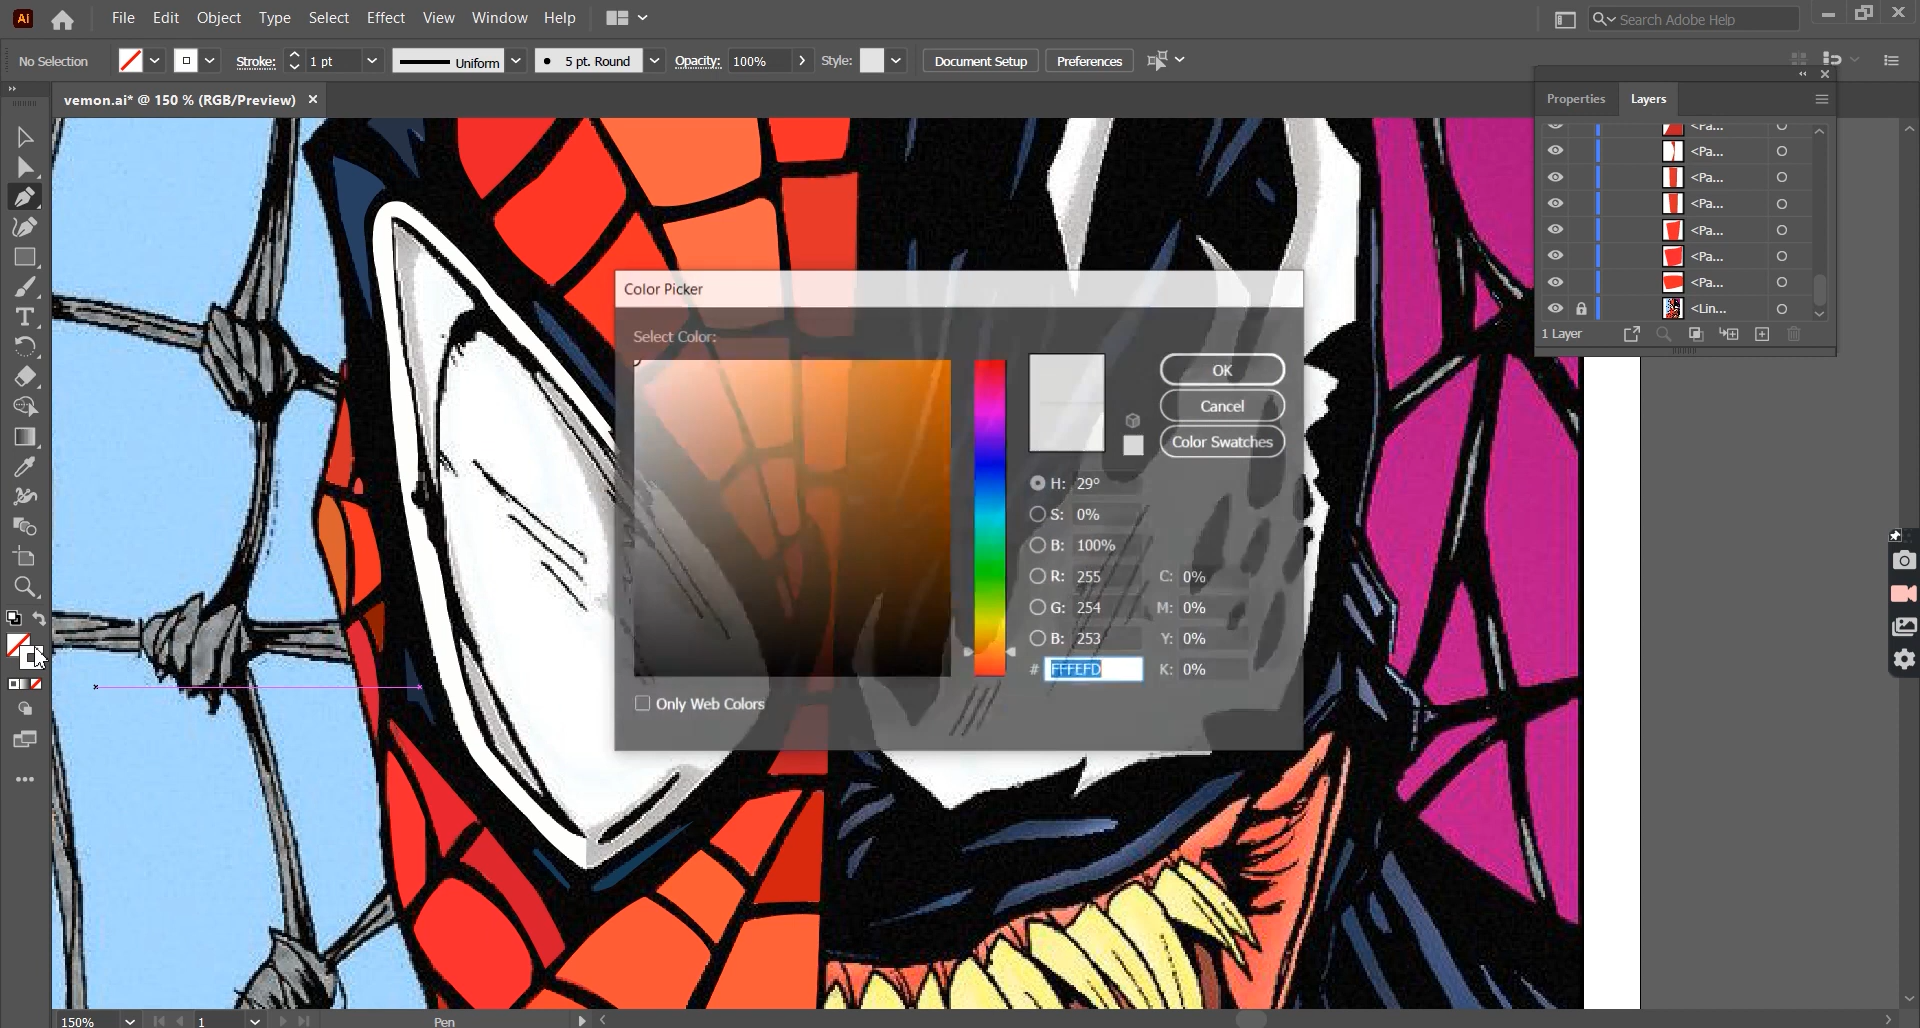 Ai File Edit Object Type Select Effect View Window Help Search Adobe Help
No Selection Stroke: 1 pt Uniform 5 pt. Round Opacity: 100% Style: Document Setup Preferences
vemon.ai* @ 150 % (RGB/Preview)
Properties Layers
<Pa...
<Pa...
<Pa...
<Pa...
<Pa...
<Pa...
<Pa...
<Lin...
1 Layer
Color Picker
Select Color:
OK
Cancel
Color Swatches
H: 29°
S: 0%
B: 100%
R: 255 C: 0%
G: 254 M: 0%
B: 253 Y: 0%
# FFFEFD K: 0%
Only Web Colors
150% 1 Pen